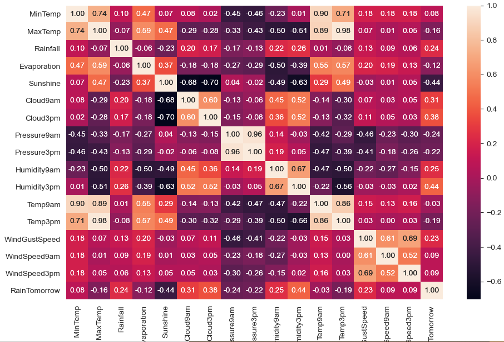 MinTemp 1.00 0.74 0.10 0.47 0.07 0.08 0.02 -0.45 -0.46 -0.23 0.01 0.90 0.71 0.18 0.18 0.18 0.08
MaxTemp 0.74 1.00 -0.07 0.59 0.47 -0.29 -0.28 -0.33 -0.43 -0.50 -0.51 0.89 0.98 0.07 0.01 0.05 -0.16
Rainfall 0.10 -0.07 1.00 -0.06 -0.23 0.20 0.17 -0.17 -0.13 0.22 0.26 0.01 -0.08 0.13 0.09 0.06 0.24
Evaporation 0.47 0.59 -0.06 1.00 0.37 -0.18 -0.18 -0.27 -0.29 -0.50 -0.39 0.55 0.57 0.20 0.19 0.13 -0.12
Sunshine 0.07 0.47 -0.23 0.37 1.00 -0.68 -0.70 0.04 -0.02 -0.49 -0.63 0.29 0.49 -0.03 0.01 0.05 -0.44
Cloud9am 0.08 -0.29 0.20 -0.18 -0.68 1.00 0.60 -0.13 -0.06 0.45 0.52 -0.14 -0.30 0.07 0.03 0.05 0.31
Cloud3pm 0.02 -0.28 0.17 -0.18 -0.70 0.60 1.00 -0.15 -0.08 0.36 0.52 -0.13 -0.32 0.11 0.05 0.03 0.38
Pressure9am -0.45 -0.33 -0.17 -0.27 0.04 -0.13 -0.15 1.00 0.96 0.14 -0.03 -0.42 -0.29 -0.46 -0.23 -0.30 -0.24
Pressure3pm -0.46 -0.43 -0.13 -0.29 -0.02 -0.06 -0.08 0.96 1.00 0.19 0.05 -0.47 -0.39 -0.41 -0.18 -0.26 -0.22
Humidity9am -0.23 -0.50 0.22 -0.50 -0.49 0.45 0.36 0.14 0.19 1.00 0.67 -0.47 -0.50 -0.22 -0.27 -0.15 0.25
Humidity3pm 0.01 -0.51 0.26 -0.39 -0.63 0.52 0.52 -0.03 0.05 0.67 1.00 -0.22 -0.56 -0.03 -0.03 0.02 0.44
Temp9am 0.90 0.89 0.01 0.55 0.29 -0.14 -0.13 -0.42 -0.47 -0.47 -0.22 1.00 0.86 0.15 0.13 0.16 -0.03
Temp3pm 0.71 0.98 -0.08 0.57 0.49 -0.30 -0.32 -0.29 -0.39 -0.50 -0.56 0.86 1.00 0.03 0.00 0.03 -0.19
WindGustSpeed 0.18 0.07 0.13 0.20 -0.03 0.07 0.11 -0.46 -0.41 -0.22 -0.03 0.15 0.03 1.00 0.61 0.69 0.23
WindSpeed9am 0.18 0.01 0.09 0.19 0.01 0.03 0.05 -0.23 -0.18 -0.27 -0.03 0.13 0.00 0.61 1.00 0.52 0.09
WindSpeed3pm 0.18 0.05 0.06 0.13 0.05 0.05 0.03 -0.30 -0.26 -0.15 0.02 0.16 0.03 0.69 0.52 1.00 0.09
RainTomorrow 0.08 -0.16 0.24 -0.12 -0.44 0.31 0.38 -0.24 -0.22 0.25 0.44 -0.03 -0.19 0.23 0.09 0.09 1.00
MinTemp
MaxTemp
Rainfall
vaporation
Sunshine
Cloud9am
Cloud3pm
ssure9am
ssure3pm
midity9am
midity3pm
Temp9am
Temp3pm
GustSpeed
Speed9am
peed3pm
Tomorrow
1.0
0.8
0.6
0.4
0.2
0.0
-0.2
-0.4
-0.6